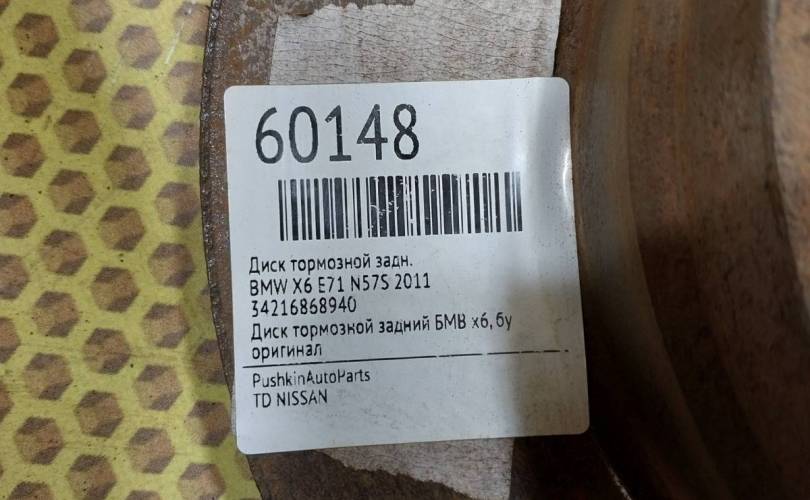 60148
Диск тормозной задн.
BMW X6 E71 N57S 2011
34216868940
Диск тормозной задний БМВ х6, бу
оригинал
PushkinAutoParts
TD NISSAN